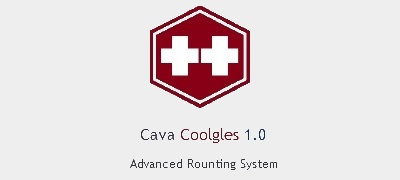 Cava Coolgles 1.0
Advanced Rounting System